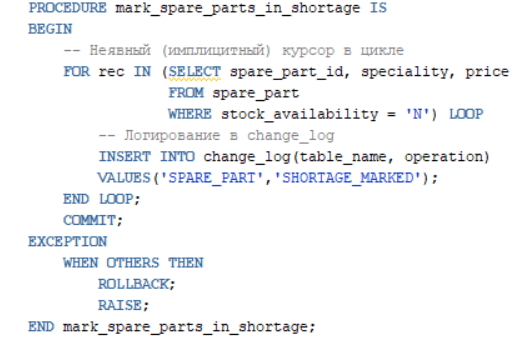 PROCEDURE mark_spare_parts_in_shortage IS
BEGIN
    -- Неявный (имплицитный) курсор в цикле
    FOR rec IN (SELECT spare_part_id, speciality, price
                FROM spare_part
                WHERE stock_availability = 'N') LOOP
        -- Логирование в change_log
        INSERT INTO change_log(table_name, operation)
        VALUES('SPARE_PART','SHORTAGE_MARKED');
    END LOOP;
    COMMIT;
EXCEPTION
    WHEN OTHERS THEN
        ROLLBACK;
        RAISE;
END mark_spare_parts_in_shortage;